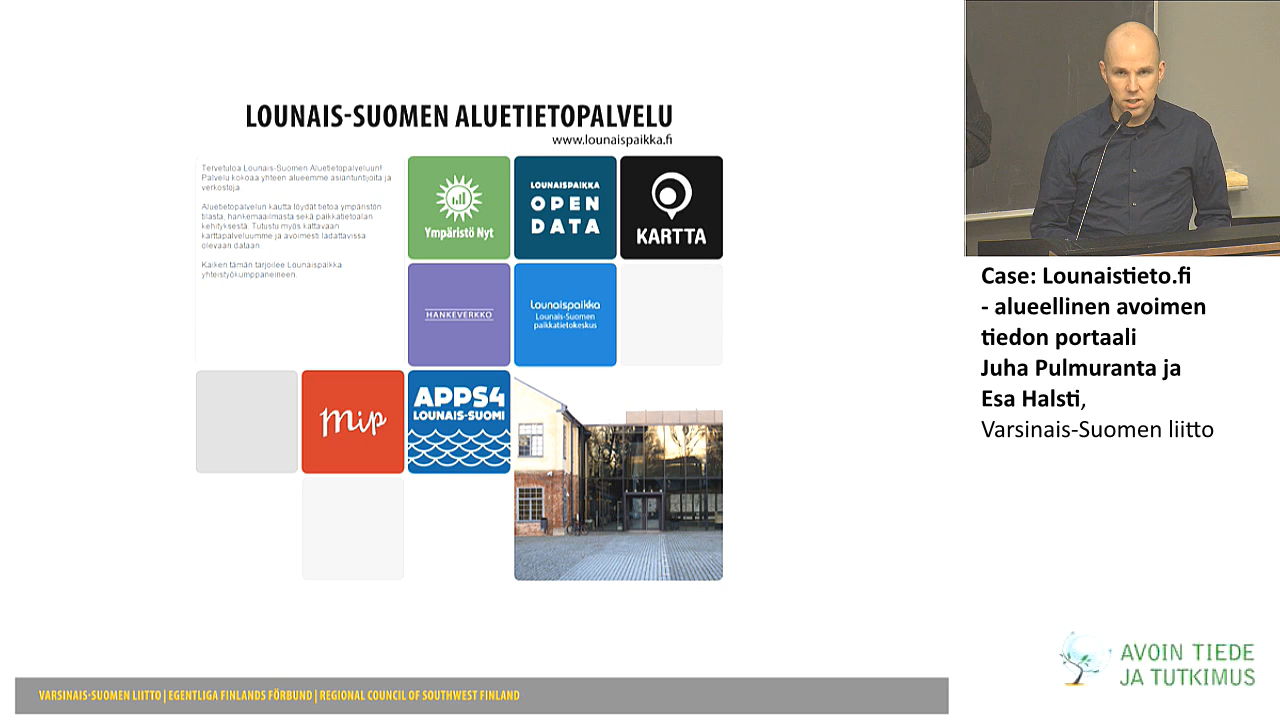 LOUNAIS-SUOMEN ALUETIETOPALVELU
www.lounaispaikka.fi
Tervetuloa Lounais-Suomen Aluetietopalveluun!
Palvelu kokoaa yhteen alueemme asiantuntijoita ja
verkostoja.
Aluetietopalvelun kautta löydät tietoa ympäristön
tilasta, hankemaailmasta sekä paikkatietoalan
kehityksestä. Tutustu myös kattavaan
karttapalveluumme ja avoimesti ladattavissa
olevaan dataan
Kaiken tämän tarjoilee Lounaispaikka
yhteistyökumppaneineen.
Ympäristö Nyt
LOUNAISPAIKKA
OPEN
DATA
KARTTA
HANKEVERKKO
Lounaispaikka
Lounais-Suomen
paikkatietokeskus
mip
APPS4
LOUNAIS-SUOMI
VARSINAIS-SUOMEN LIITTO | EGENTLIGA FINLANDS FÖRBUND | REGIONAL COUNCIL OF SOUTHWEST FINLAND
Case: Lounaistieto.fi
- alueellinen avoimen
tiedon portaali
Juha Pulmuranta ja
Esa Halsti,
Varsinais-Suomen liitto
AVOIN TIEDE
JA TUTKIMUS